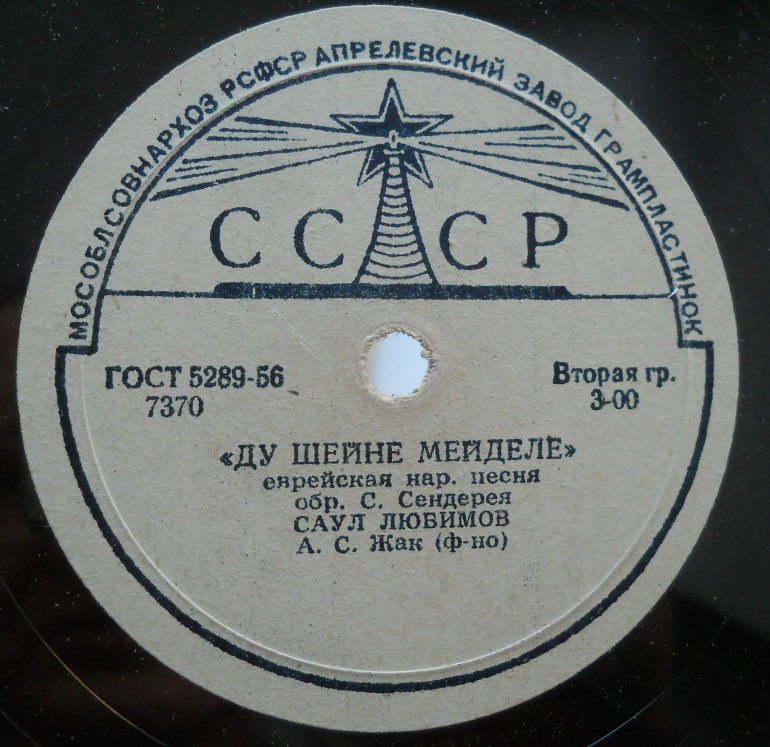 МОСОБЛСОВНАРХОЗ РСФСР АПРЕЛЕВСКИЙ ЗАВОД ГРАМПЛАСТИНОК
СССР
ГОСТ 5289-56
7370
Вторая гр.
3-00
«ДУ ШЕЙНЕ МЕЙДЕЛЕ»
еврейская нар. песня
обр. С. Сендерея
САУЛ ЛЮБИМОВ
А. С. Жак (ф-но)